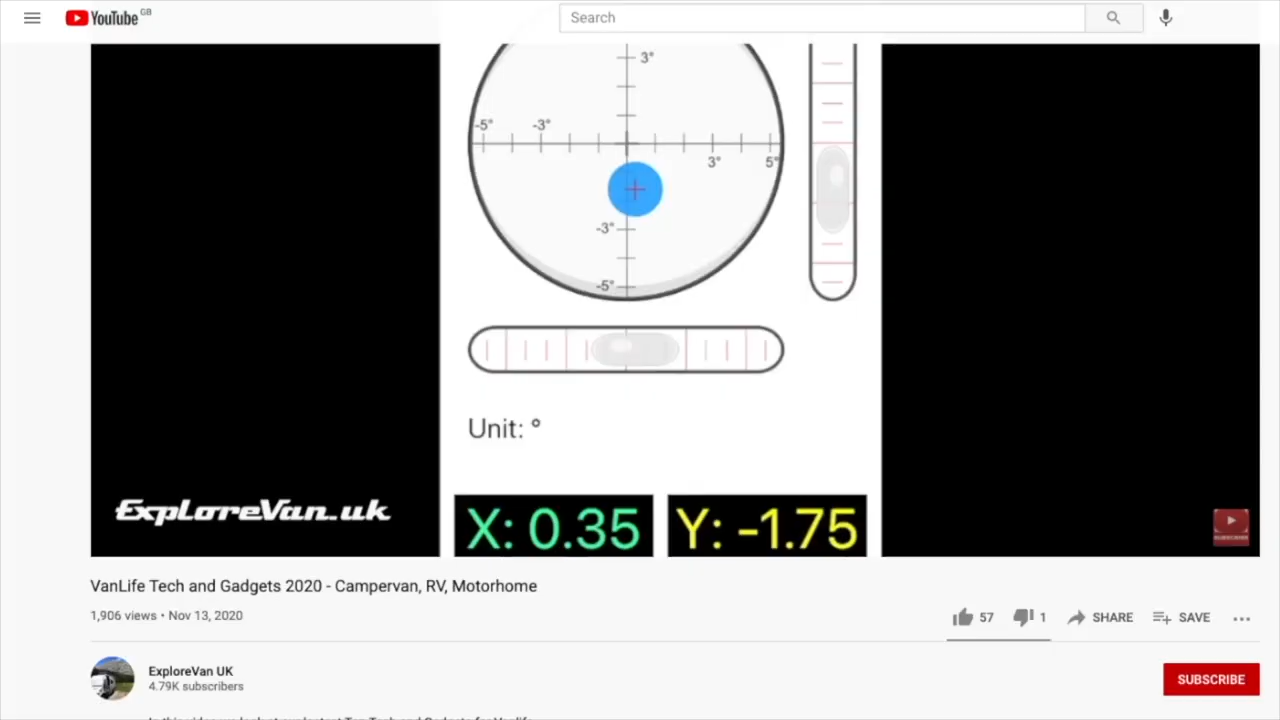 YouTube GB
Search
3°
-5° -3°
3° 5°
-3°
-5°
Unit: °
ExploreVan.uk
X: 0.35 Y: -1.75
SUBSCRIBE
VanLife Tech and Gadgets 2020 - Campervan, RV, Motorhome
1,906 views • Nov 13, 2020
57 1 SHARE SAVE
ExploreVan UK
4.79K subscribers
SUBSCRIBE